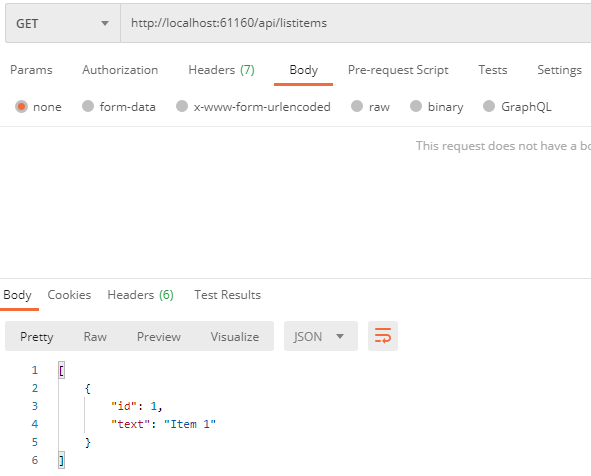 GET http://localhost:61160/api/listitems
Params Authorization Headers (7) Body Pre-request Script Tests Settings
none form-data x-www-form-urlencoded raw binary GraphQL
This request does not have a bo
Body Cookies Headers (6) Test Results
Pretty Raw Preview Visualize JSON
1 [
2 {
3 "id": 1,
4 "text": "Item 1"
5 }
6 ]